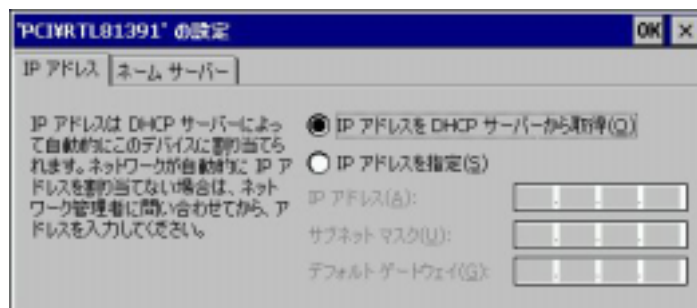 'PCI¥RTL81391' の設定
OK ×
IP アドレス ネーム サーバー
IP アドレスは DHCP サーバーによっ
て自動的にこのデバイスに割り当てら
れます。ネットワークが自動的に IP ア
ドレスを割り当てない場合は、ネット
ワーク管理者に問い合わせてから、ア
ドレスを入力してください。
IP アドレスを DHCP サーバーから取得(O)
IP アドレスを指定(S)
IP アドレス(A):
サブネット マスク(U):
デフォルト ゲートウェイ(G):